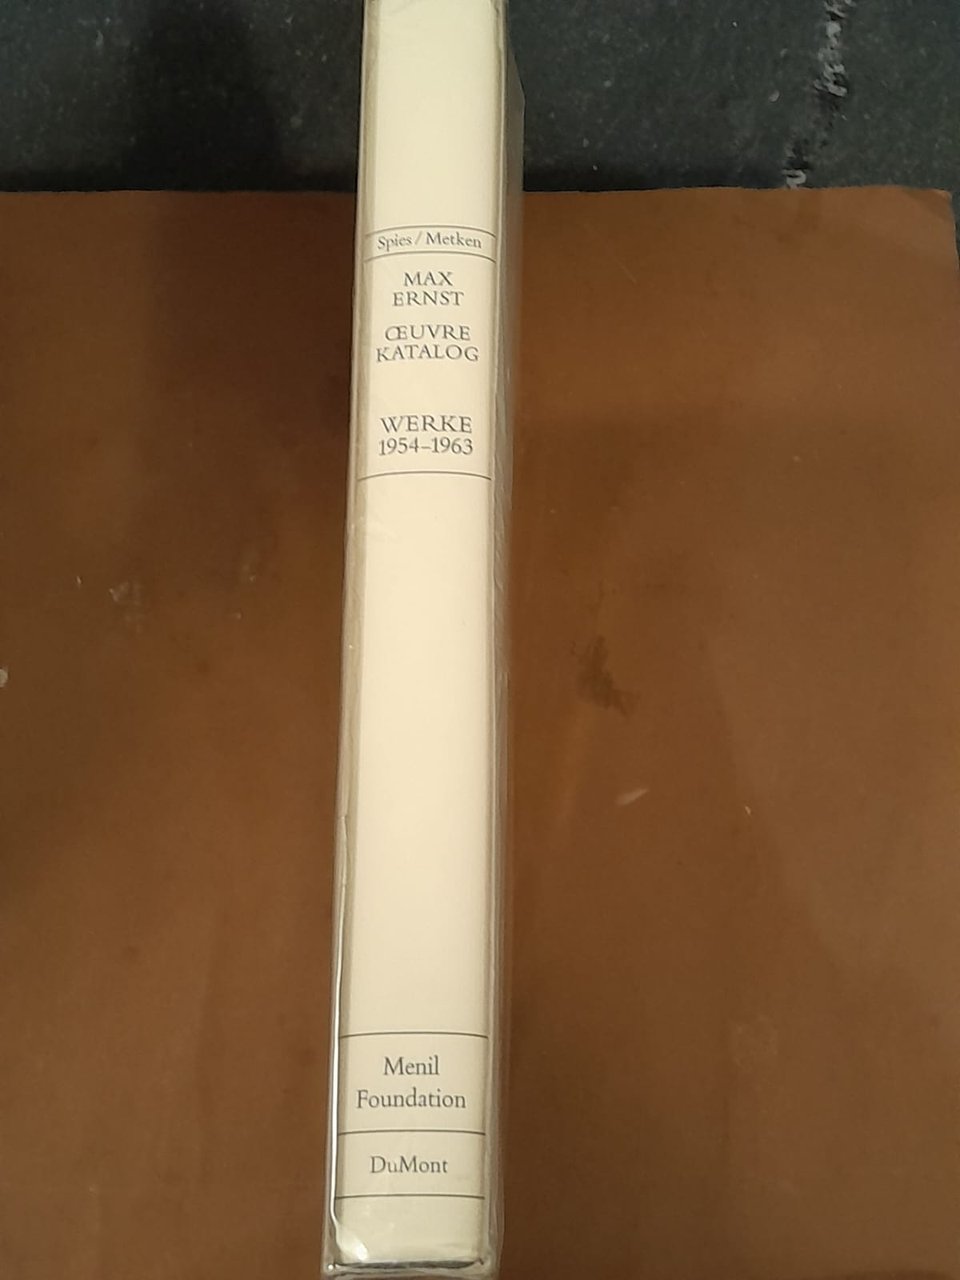 Spies / Metken
MAX
ERNST
ŒUVRE
KATALOG
WERKE
1954–1963
Menil
Foundation
DuMont